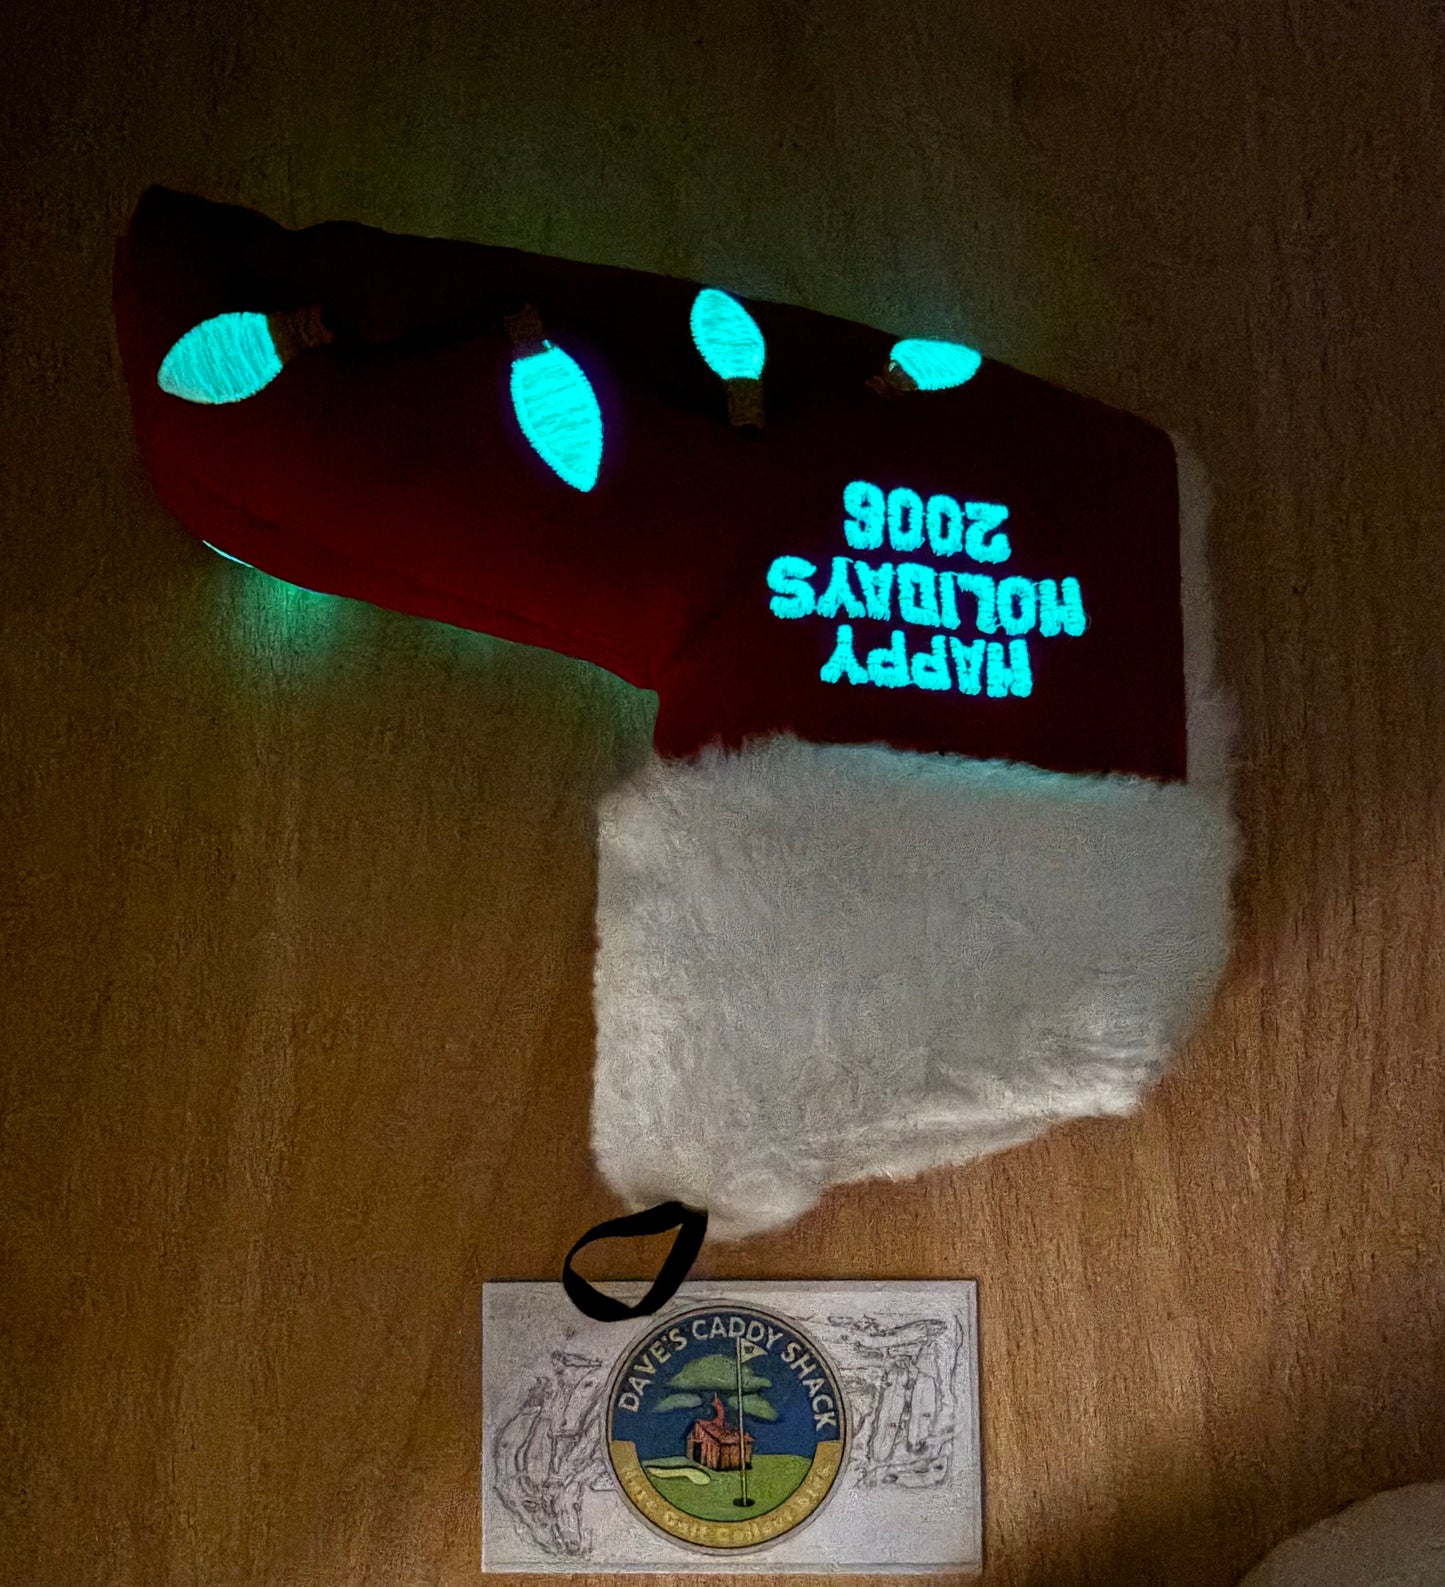 HAPPY
HOLIDAYS
2006
DAVE'S CADDY SHACK